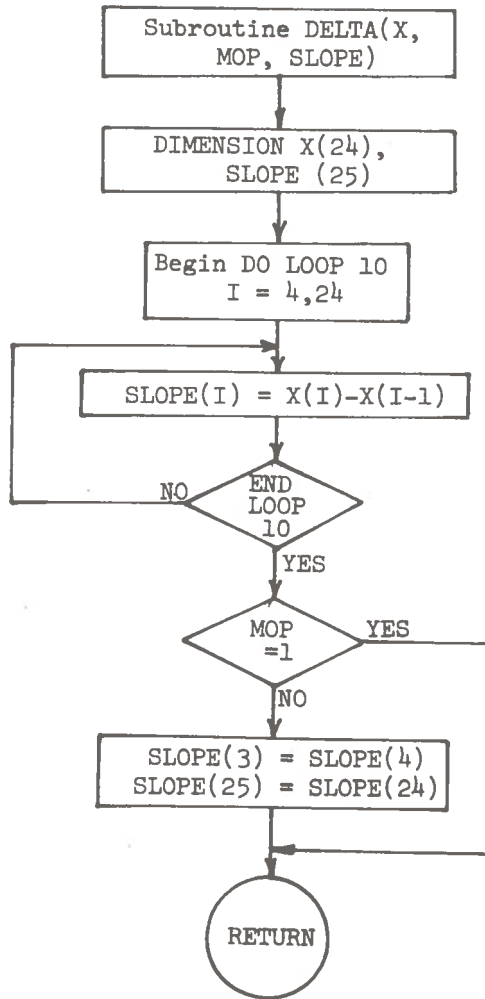 Subroutine DELTA(X,
MOP, SLOPE)
DIMENSION X(24),
SLOPE (25)
Begin DO LOOP 10
I = 4,24
SLOPE(I) = X(I)-X(I-1)
NO
END
LOOP
10
YES
MOP
=1
YES
NO
SLOPE(3) = SLOPE(4)
SLOPE(25) = SLOPE(24)
RETURN